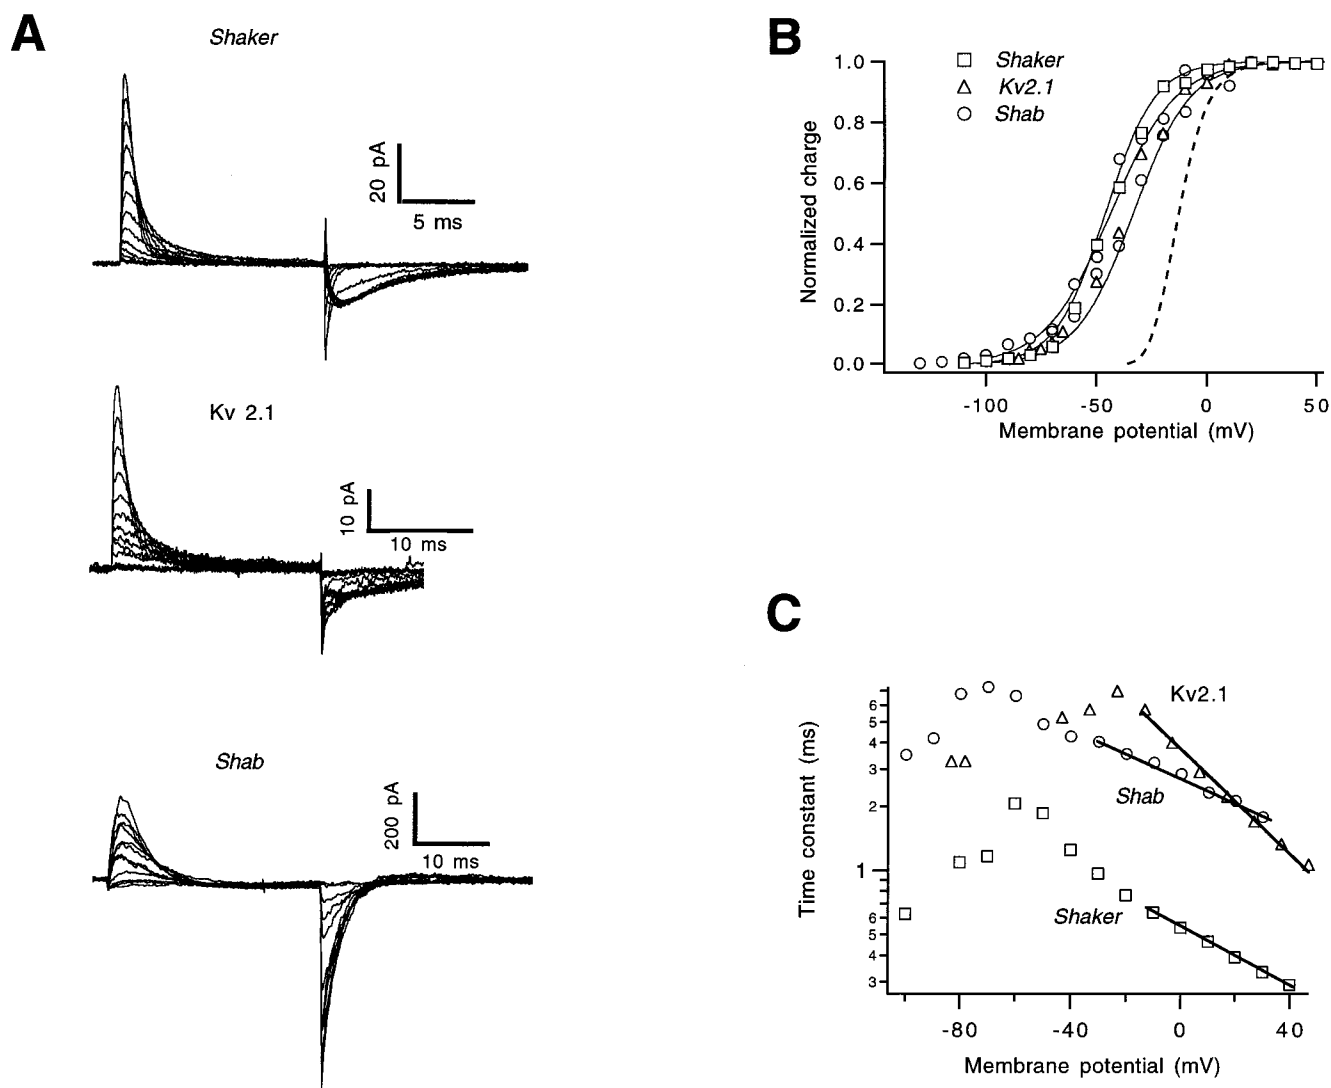 A
Shaker
20 pA
5 ms
Kv 2.1
10 pA
10 ms
Shab
200 pA
10 ms
B
Shaker
Kv2.1
Shab
Normalized charge
1.0
0.8
0.6
0.4
0.2
0.0
-100
-50
0
50
Membrane potential (mV)
C
Kv2.1
Shab
Shaker
Time constant (ms)
6
5
4
3
2
1
6
5
4
3
-80
-40
0
40
Membrane potential (mV)